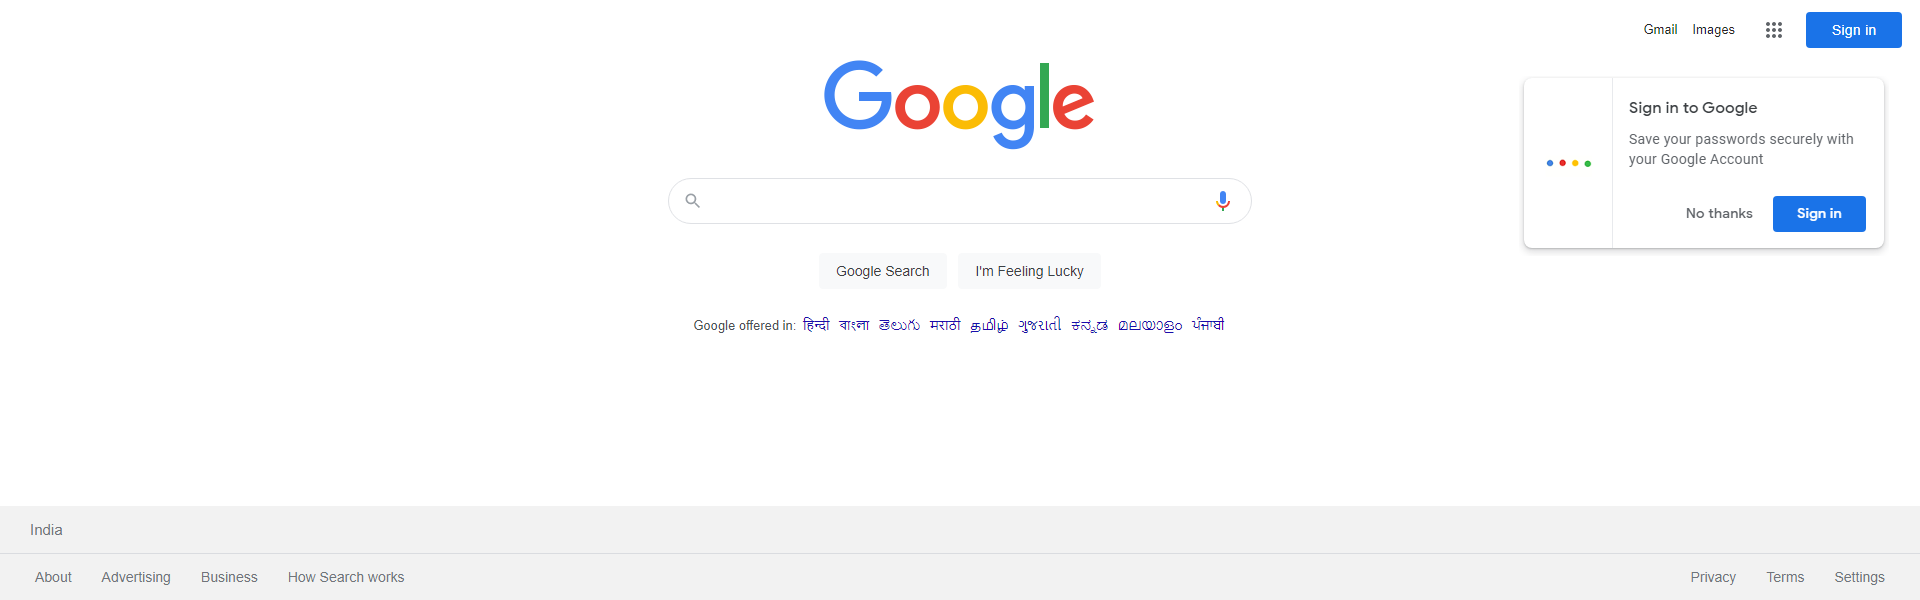 Gmail Images Sign in
Google
Sign in to Google
Save your passwords securely with
your Google Account
No thanks Sign in
Google Search I'm Feeling Lucky
Google offered in: हिन्दी বাংলা తెలుగు मराठी தமிழ் ગુજરાતી ಕನ್ನಡ മലയാളം ਪੰਜਾਬੀ
India
About Advertising Business How Search works Privacy Terms Settings